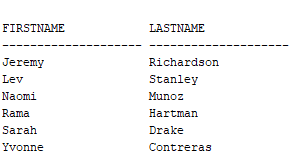 FIRSTNAME            LASTNAME
-------------------- --------------------
Jeremy               Richardson
Lev                  Stanley
Naomi                Munoz
Rama                 Hartman
Sarah                Drake
Yvonne               Contreras